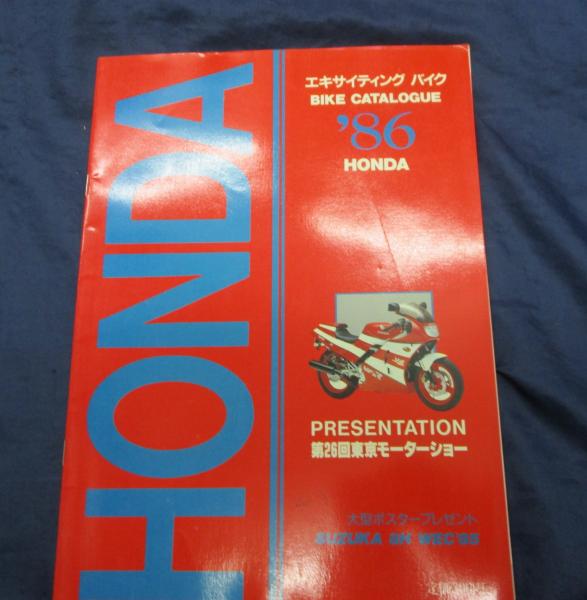 HONDA
エキサイティング バイク
BIKE CATALOGUE
'86
HONDA
PRESENTATION
第26回東京モーターショー
大型ポスタープレゼント
SUZUKA 8H WEC'85